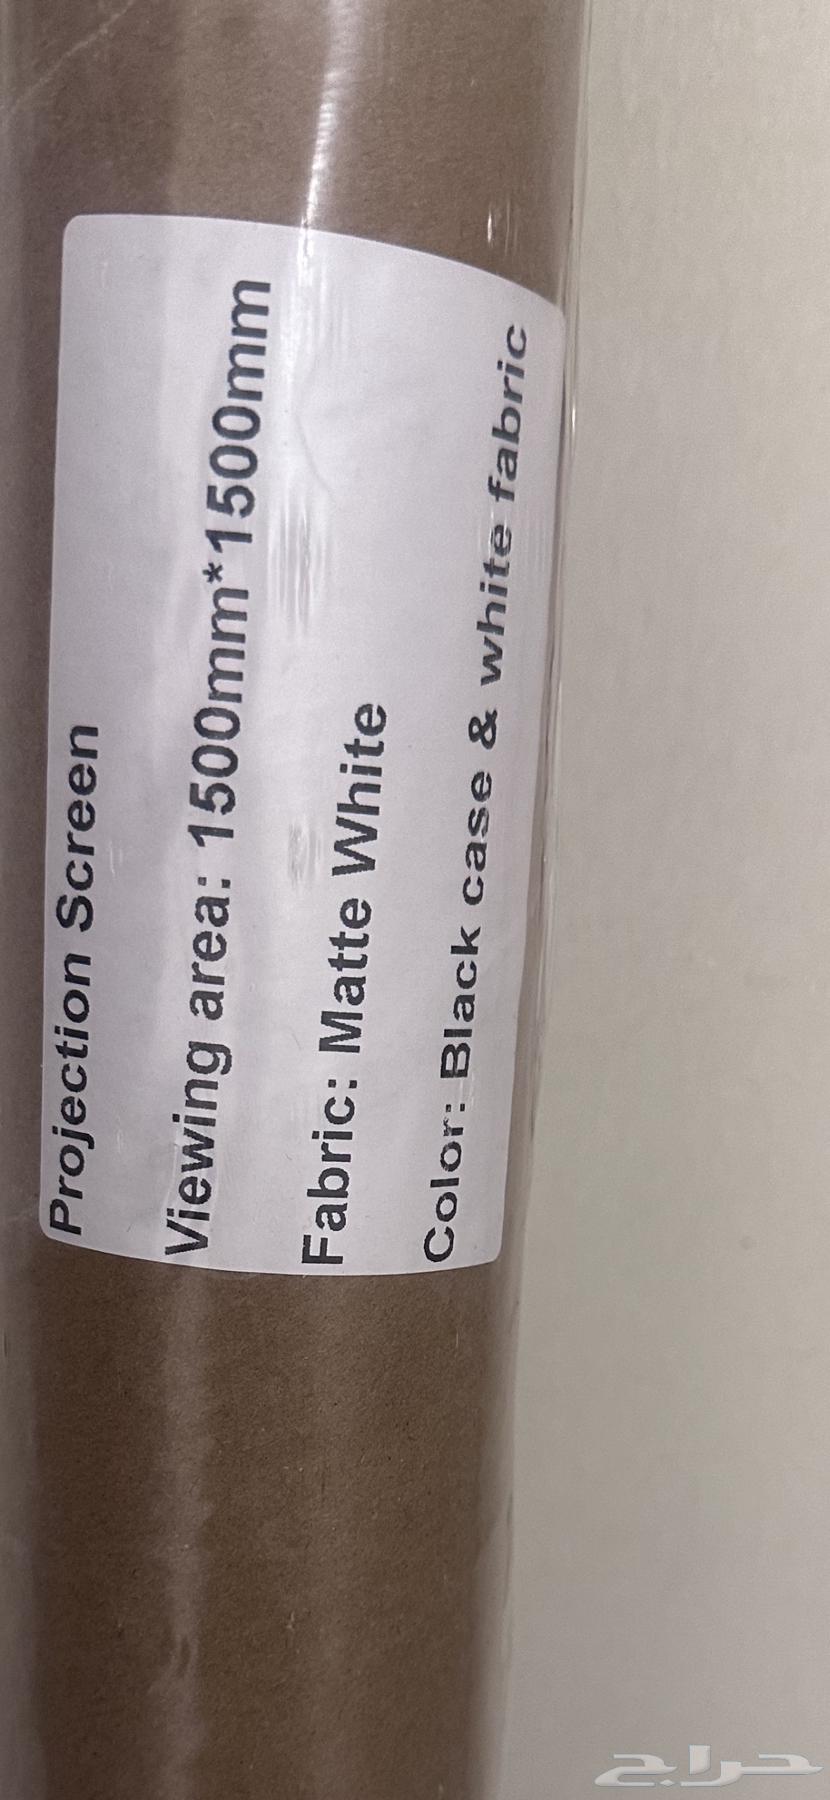 Projection Screen
Viewing area: 1500mm*1500mm
Fabric: Matte White
Color: Black case & white fabric
حراج